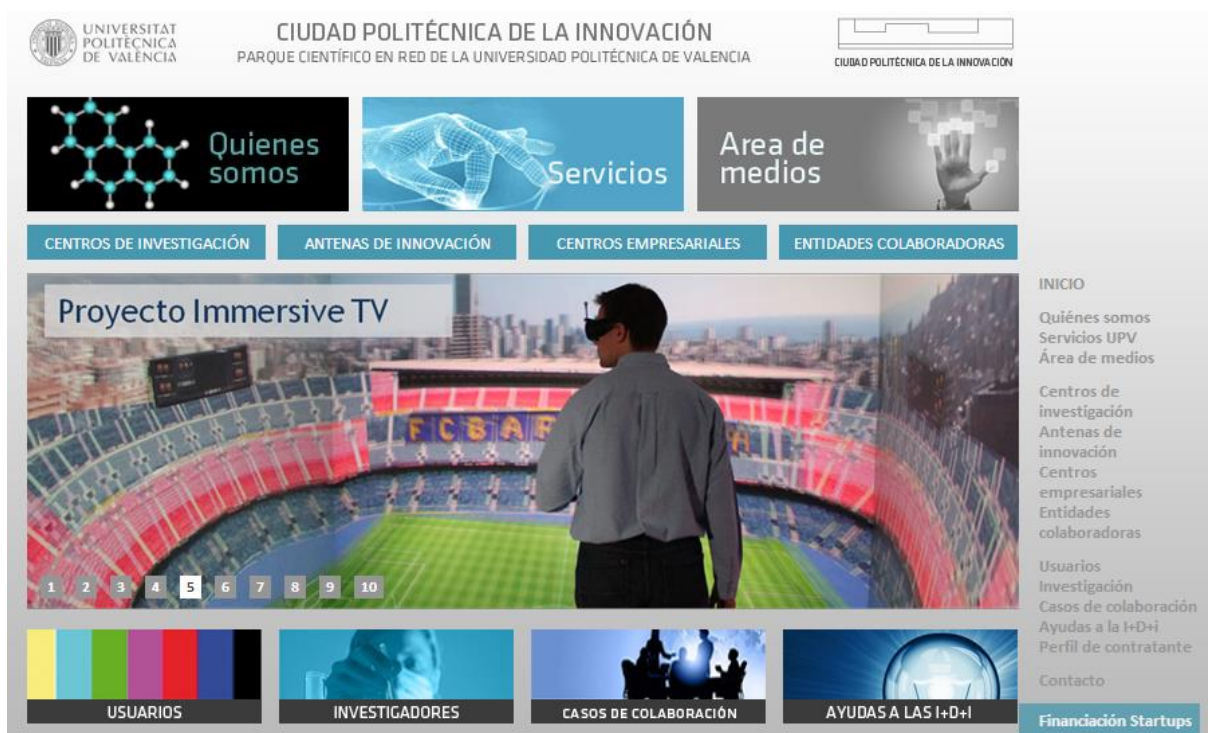 UNIVERSITAT
POLITÈCNICA
DE VALÈNCIA
CIUDAD POLITÉCNICA DE LA INNOVACIÓN
PARQUE CIENTÍFICO EN RED DE LA UNIVERSIDAD POLITÉCNICA DE VALENCIA
CIUDAD POLITÉCNICA DE LA INNOVACIÓN
Quienes
somos
Servicios
Area de
medios
CENTROS DE INVESTIGACIÓN
ANTENAS DE INNOVACIÓN
CENTROS EMPRESARIALES
ENTIDADES COLABORADORAS
Proyecto Immersive TV
F C B A
1 2 3 4 5 6 7 8 9 10
USUARIOS
INVESTIGADORES
CASOS DE COLABORACIÓN
AYUDAS A LAS I+D+I
INICIO
Quiénes somos
Servicios UPV
Área de medios
Centros de
investigación
Antenas de
innovación
Centros
empresariales
Entidades
colaboradoras
Usuarios
Investigación
Casos de colaboración
Ayudas a la I+D+i
Perfil de contratante
Contacto
Financiación Startups